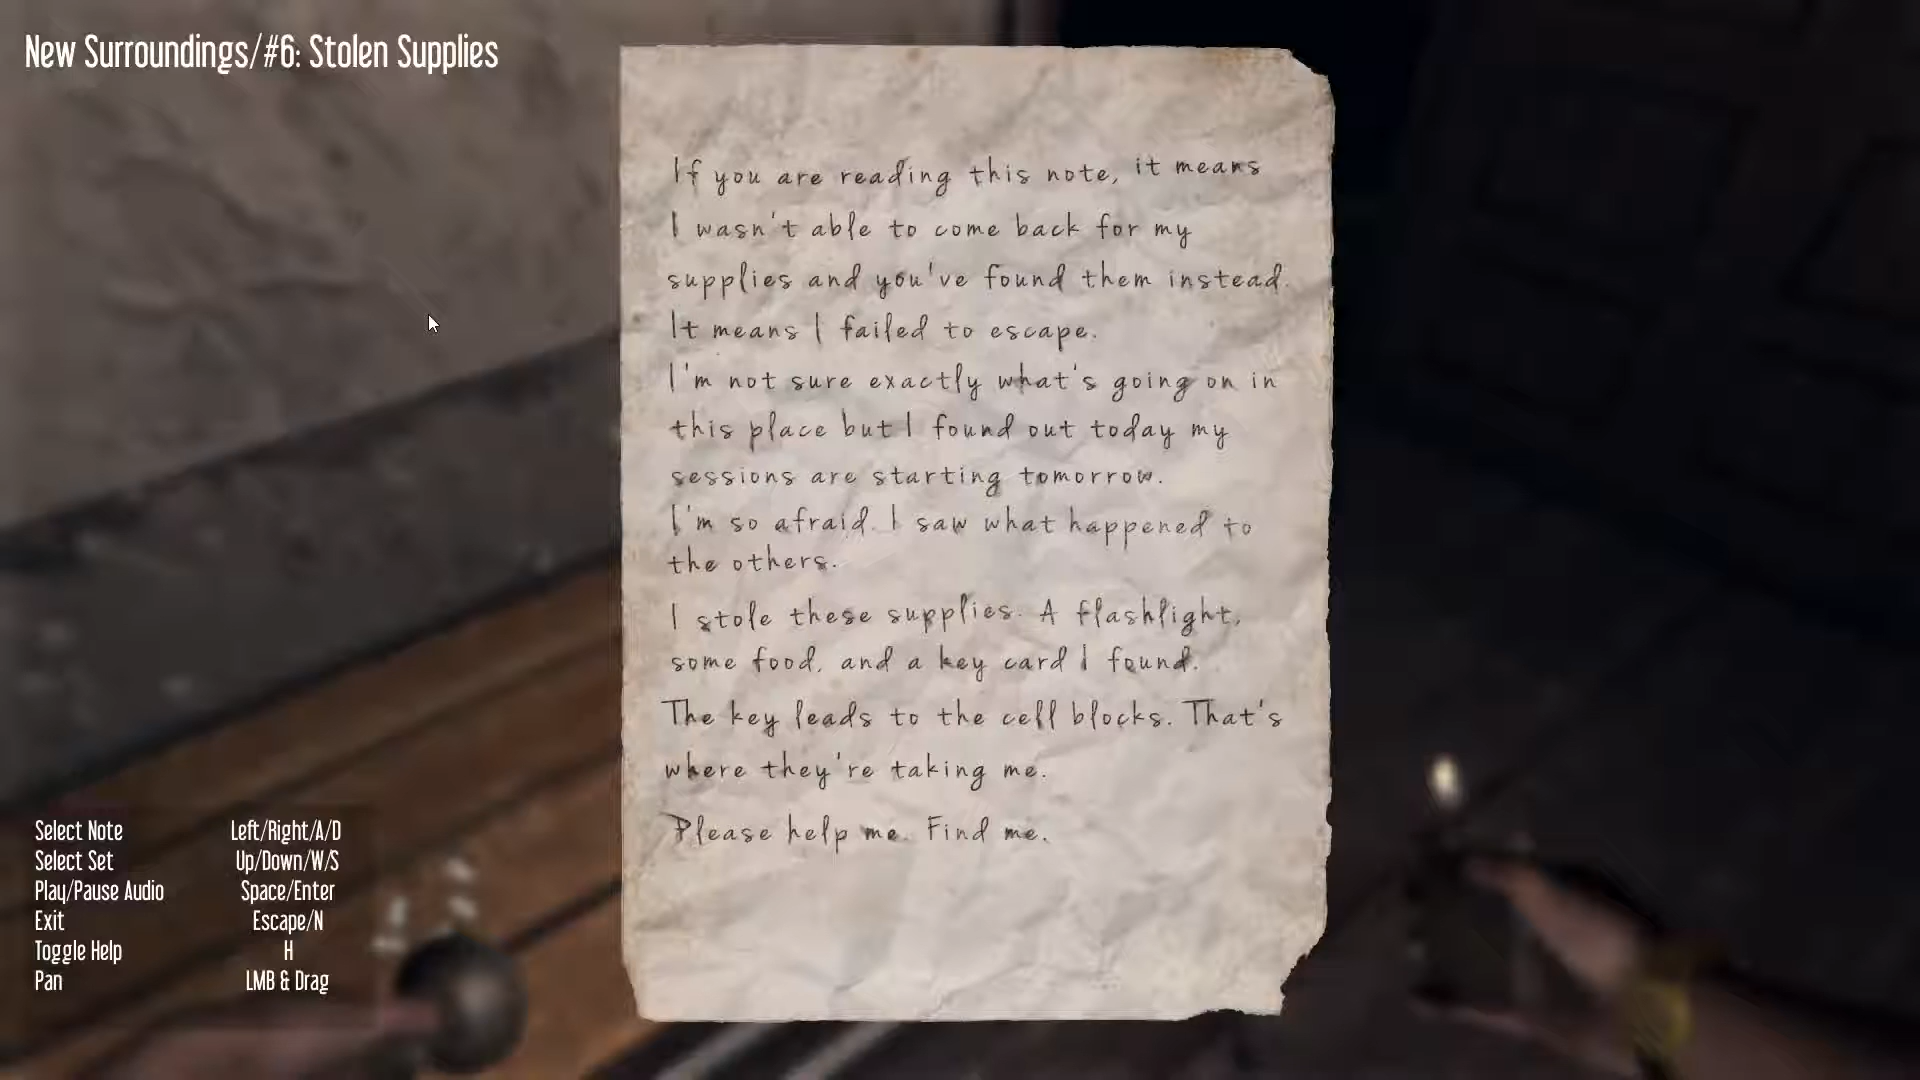 New Surroundings/#6: Stolen Supplies
If you are reading this note, it means
I wasn't able to come back for my
supplies and you've found them instead.
It means I failed to escape.
I'm not sure exactly what's going on in
this place but I found out today my
sessions are starting tomorrow.
I'm so afraid. I saw what happened to
the others.
I stole these supplies. A flashlight,
some food, and a key card I found.
The key leads to the cell blocks. That's
where they're taking me.
Please help me. Find me.
Select Note Left/Right/A/D
Select Set Up/Down/W/S
Play/Pause Audio Space/Enter
Exit Escape/N
Toggle Help H
Pan LMB & Drag